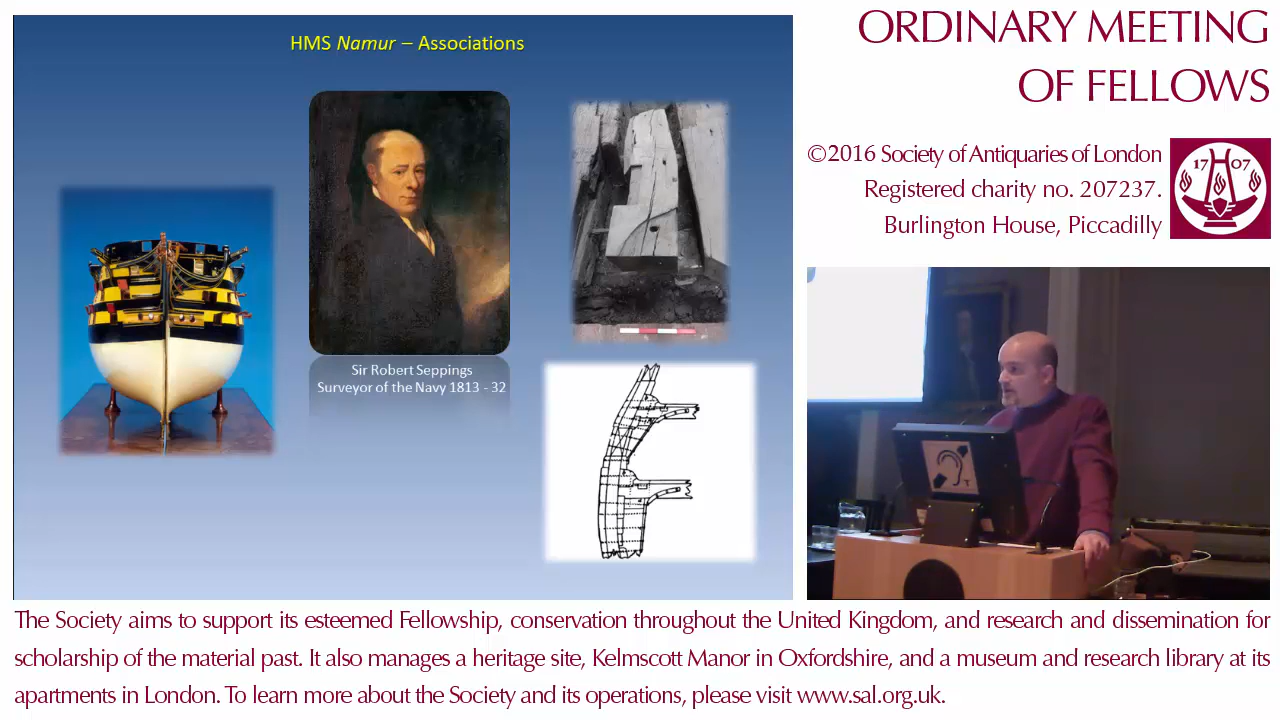 HMS Namur – Associations
Sir Robert Seppings
Surveyor of the Navy 1813 - 32
ORDINARY MEETING
OF FELLOWS
©2016 Society of Antiquaries of London
Registered charity no. 207237.
Burlington House, Piccadilly
17 07
T
The Society aims to support its esteemed Fellowship, conservation throughout the United Kingdom, and research and dissemination for
scholarship of the material past. It also manages a heritage site, Kelmscott Manor in Oxfordshire, and a museum and research library at its
apartments in London. To learn more about the Society and its operations, please visit www.sal.org.uk.